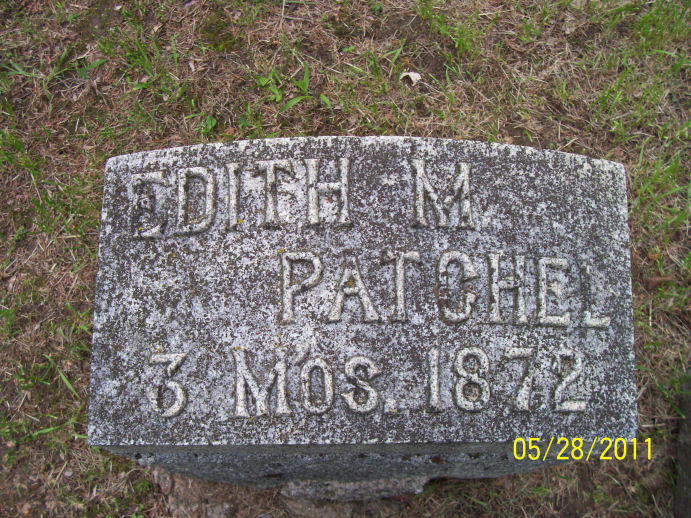 EDITH M.
PATCHEL
3 MOS. 1872
05/28/2011